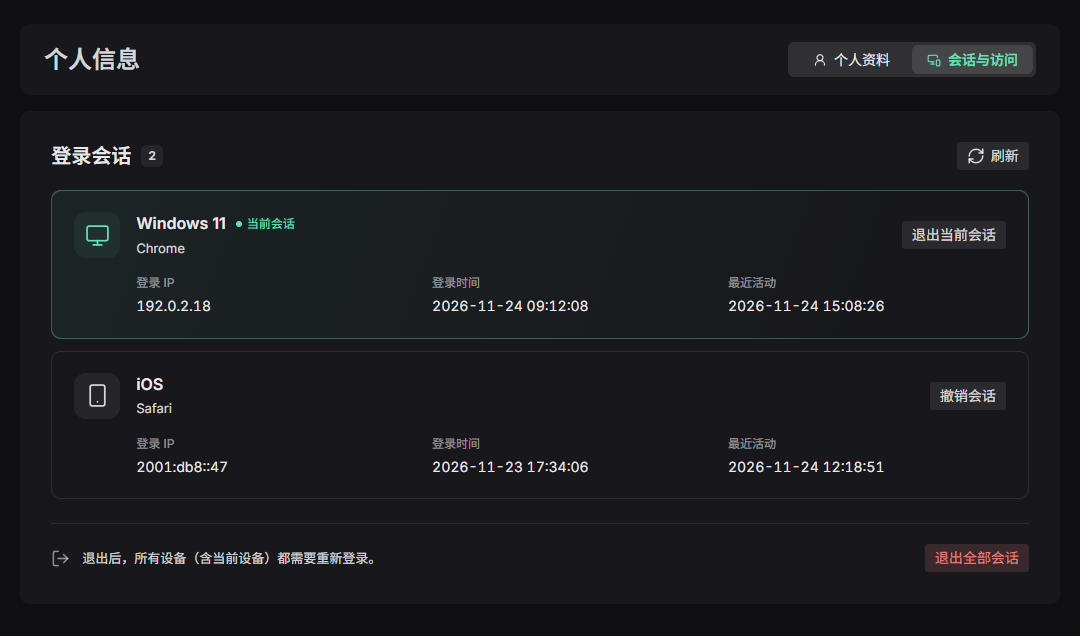 个人信息
个人资料
会话与访问
登录会话 2
刷新
Windows 11 当前会话
Chrome
退出当前会话
登录 IP 登录时间 最近活动
192.0.2.18 2026-11-24 09:12:08 2026-11-24 15:08:26
iOS
Safari
撤销会话
登录 IP 登录时间 最近活动
2001:db8::47 2026-11-23 17:34:06 2026-11-24 12:18:51
退出后，所有设备（含当前设备）都需要重新登录。
退出全部会话